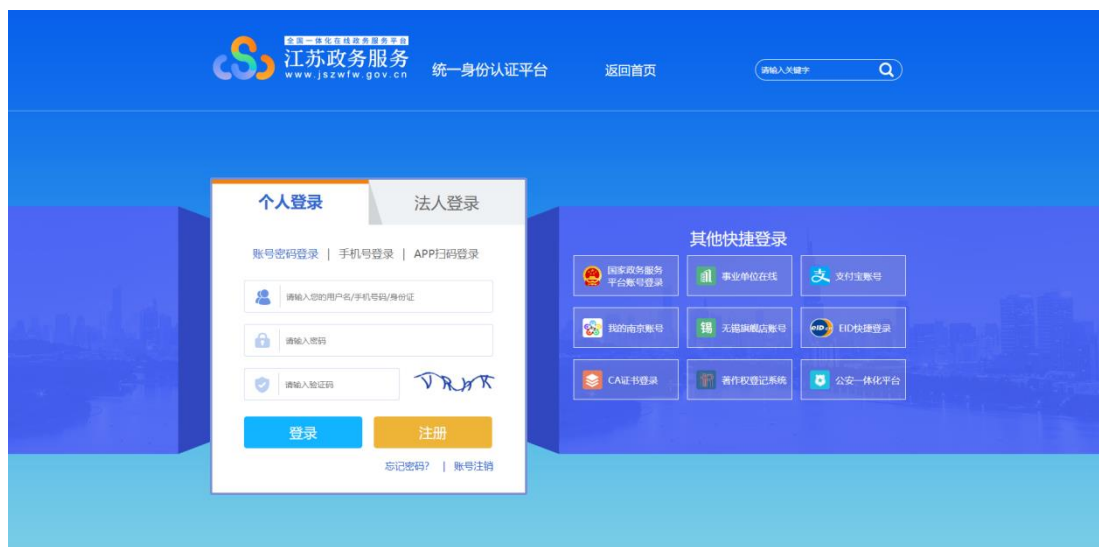 全国一体化在线政务服务平台
江苏政务服务
www.jszwfw.gov.cn
统一身份认证平台
返回首页
请输入关键字
个人登录
法人登录
账号密码登录 | 手机号登录 | APP扫码登录
请输入您的用户名/手机号码/身份证
请输入密码
请输入验证码
登录
注册
忘记密码? | 账号注销
其他快捷登录
国家政务服务
平台账号登录
事业单位在线
支付宝账号
我的南京账号
锡
无锡旗舰店账号
eID
EID快捷登录
CA证书登录
著作权登记系统
公安一体化平台